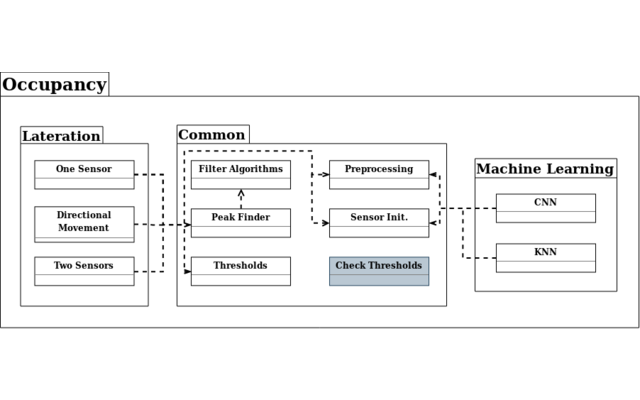 Occupancy
Lateration
One Sensor
Directional
Movement
Two Sensors
Common
Filter Algorithms
Preprocessing
Peak Finder
Sensor Init.
Thresholds
Check Thresholds
Machine Learning
CNN
KNN